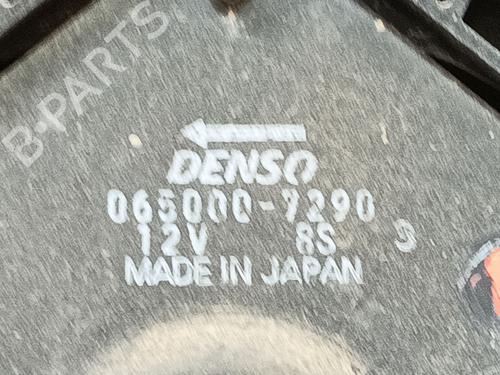 B-PARTS
DENSO
065000-7290
12V 8S S
MADE IN JAPAN